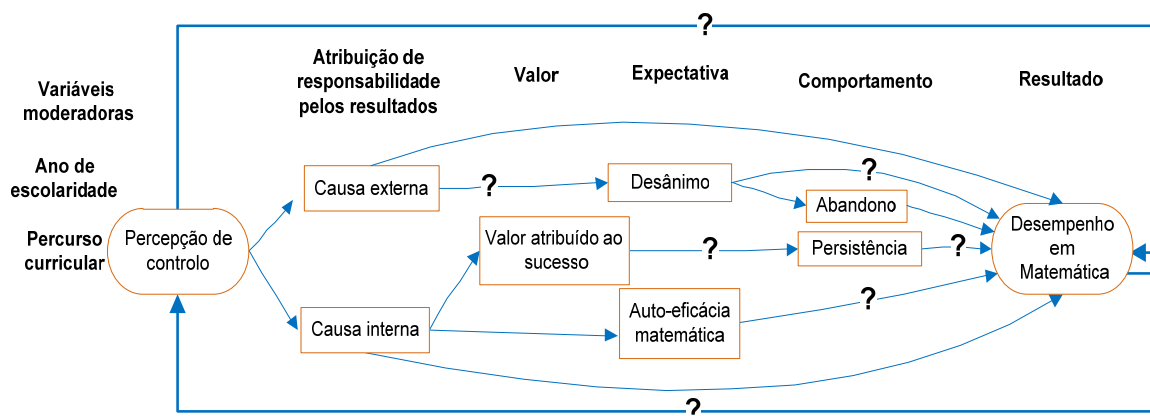 ?
Atribuição de
responsabilidade
pelos resultados
Valor
Expectativa
Comportamento
Resultado
Variáveis
moderadoras
Ano de
escolaridade
Percurso
curricular
Percepção de
controlo
Causa externa
?
Desânimo
?
Abandono
Valor atribuído ao
sucesso
?
Persistência
?
Desempenho
em
Matemática
Causa interna
Auto-eficácia
matemática
?
?